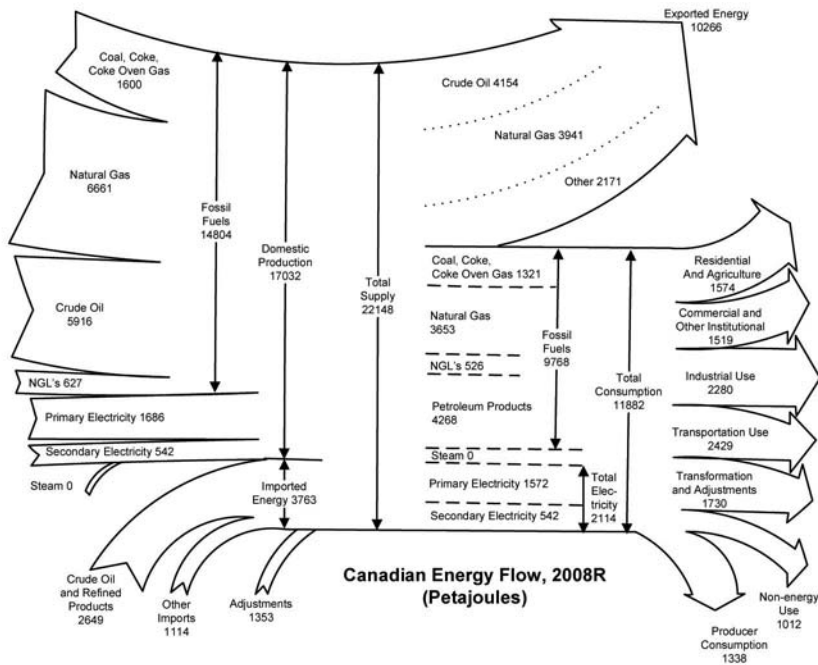 Exported Energy
10266
Coal, Coke,
Coke Oven Gas
1600
Natural Gas
6661
Crude Oil
5916
NGL's 627
Primary Electricity 1686
Secondary Electricity 542
Steam 0
Crude Oil
and Refined
Products
2649
Other
Imports
1114
Adjustments
1353
Fossil
Fuels
14804
Domestic
Production
17032
Imported
Energy 3763
Total
Supply
22148
Crude Oil 4154
Natural Gas 3941
Other 2171
Coal, Coke,
Coke Oven Gas 1321
Natural Gas
3653
NGL's 526
Petroleum Products
4268
Steam 0
Primary Electricity 1572
Secondary Electricity 542
Fossil
Fuels
9768
Total
Elec-
tricity
2114
Total
Consumption
11882
Residential
And Agriculture
1574
Commercial and
Other Institutional
1519
Industrial Use
2280
Transportation Use
2429
Transformation
and Adjustments
1730
Non-energy
Use
1012
Producer
Consumption
1338
Canadian Energy Flow, 2008R
(Petajoules)